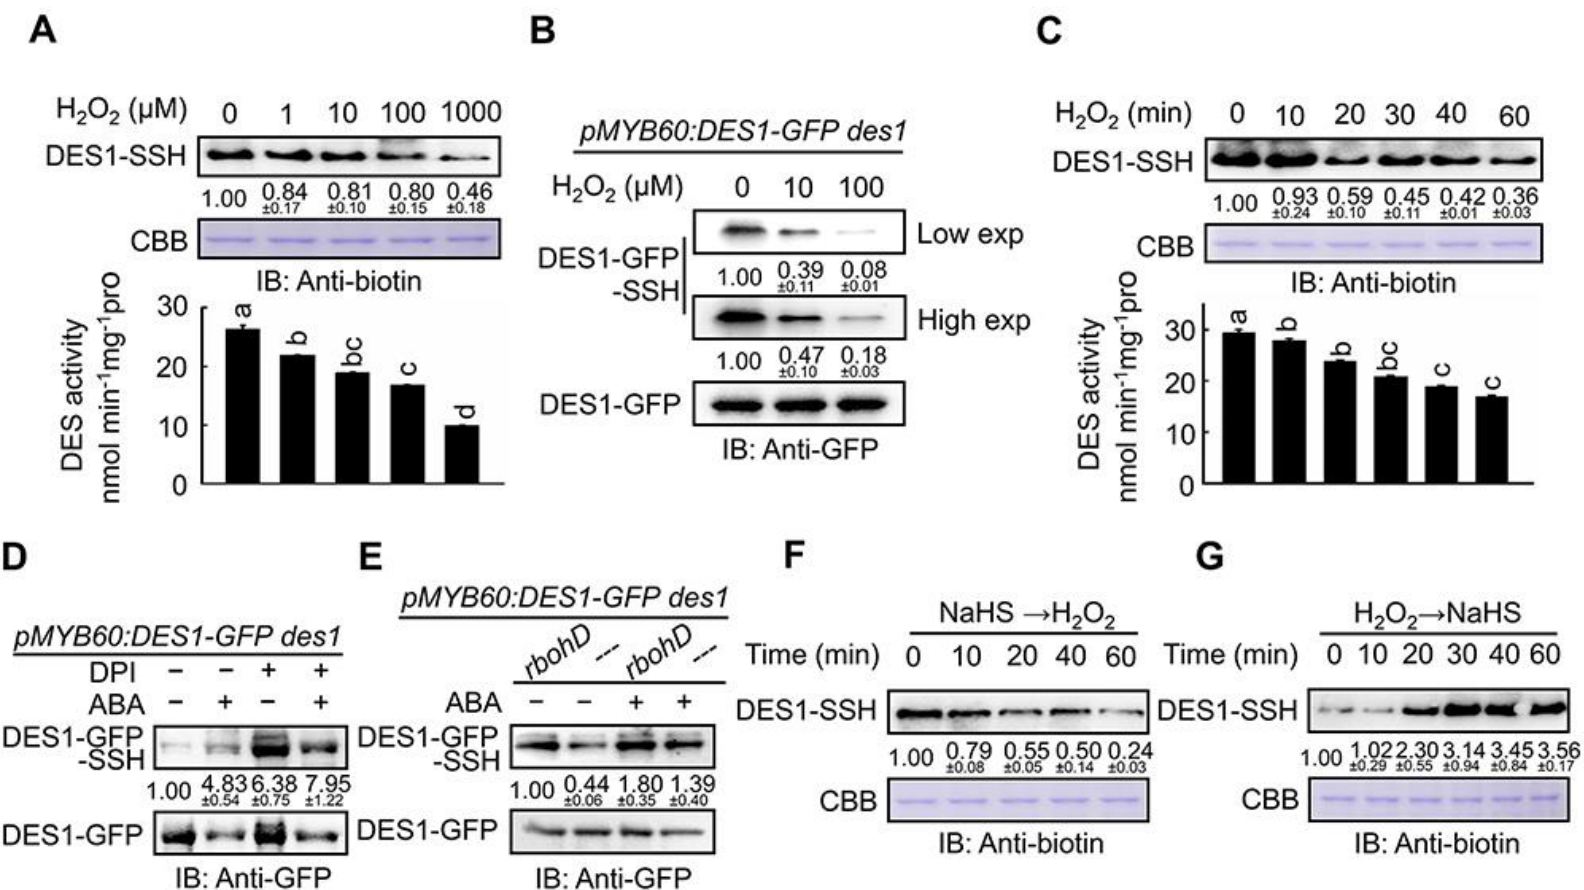 A
H₂O₂ (μM) 0 1 10 100 1000
DES1-SSH
1.00 0.84 0.81 0.80 0.46
±0.17 ±0.10 ±0.15 ±0.18
CBB
IB: Anti-biotin
DES activity
nmol min⁻¹mg⁻¹pro
30
20
10
0
a b bc c d
B
pMYB60:DES1-GFP des1
H₂O₂ (μM) 0 10 100
DES1-GFP
-SSH
Low exp
1.00 0.39 0.08
±0.11 ±0.01
High exp
1.00 0.47 0.18
±0.10 ±0.03
DES1-GFP
IB: Anti-GFP
C
H₂O₂ (min) 0 10 20 30 40 60
DES1-SSH
1.00 0.93 0.59 0.45 0.42 0.36
±0.24 ±0.10 ±0.11 ±0.01 ±0.03
CBB
IB: Anti-biotin
DES activity
nmol min⁻¹mg⁻¹pro
30
20
10
0
a b b bc c c
D
pMYB60:DES1-GFP des1
DPI − − + +
ABA − + − +
DES1-GFP
-SSH
1.00 4.83 6.38 7.95
±0.54 ±0.75 ±1.22
DES1-GFP
IB: Anti-GFP
E
pMYB60:DES1-GFP des1
rbohD --- rbohD ---
ABA − − + +
DES1-GFP
-SSH
1.00 0.44 1.80 1.39
±0.06 ±0.35 ±0.40
DES1-GFP
IB: Anti-GFP
F
NaHS →H₂O₂
Time (min) 0 10 20 40 60
DES1-SSH
1.00 0.79 0.55 0.50 0.24
±0.08 ±0.05 ±0.14 ±0.03
CBB
IB: Anti-biotin
G
H₂O₂→NaHS
Time (min) 0 10 20 30 40 60
DES1-SSH
1.00 1.02 2.30 3.14 3.45 3.56
±0.29 ±0.55 ±0.94 ±0.84 ±0.17
CBB
IB: Anti-biotin